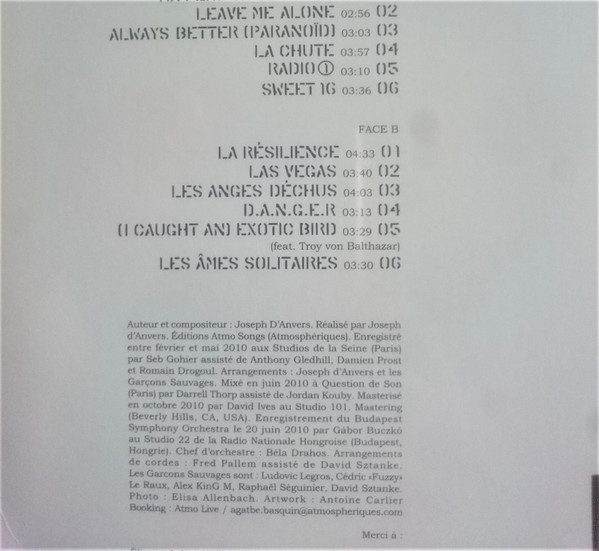 LEAVE ME ALONE 02:56 02
ALWAYS BETTER (PARANOÏD) 03:03 03
LA CHUTE 03:57 04
RADIO ① 03:10 05
SWEET 16 03:36 06
FACE B
LA RÉSILIENCE 04:33 01
LAS VEGAS 03:40 02
LES ANGES DÉCHUS 04:03 03
D.A.N.G.E.R 03:13 04
(I CAUGHT AN) EXOTIC BIRD 03:29 05
(feat. Troy von Balthazar)
LES ÂMES SOLITAIRES 03:30 06
Auteur et compositeur : Joseph D'Anvers. Réalisé par Joseph
d'Anvers. Éditions Atmo Songs (Atmosphériques). Enregistré
entre février et mai 2010 aux Studios de la Seine (Paris)
par Seb Gohier assisté de Anthony Gledhill, Damien Prost
et Romain Drogoul. Arrangements : Joseph d'Anvers et les
Garçons Sauvages. Mixé en juin 2010 à Question de Son
(Paris) par Darrell Thorp assisté de Jordan Kouby. Masterisé
en octobre 2010 par David Ives au Studio 101. Mastering
(Beverly Hills, CA, USA). Enregistrement du Budapest
Symphony Orchestra le 20 juin 2010 par Gábor Buczkó
au Studio 22 de la Radio Nationale Hongroise (Budapest,
Hongrie). Chef d'orchestre : Béla Drahos. Arrangements
de cordes : Fred Pallem assisté de David Sztanke.
Les Garcons Sauvages sont : Ludovic Legros, Cédric «Fuzzy»
Le Raux, Alex KinG M, Raphaël Séguinier, David Sztanke.
Photo : Elisa Allenbach. Artwork : Antoine Carlier
Booking : Atmo Live / agatbe.basquin@atmospheriques.com
Merci à :